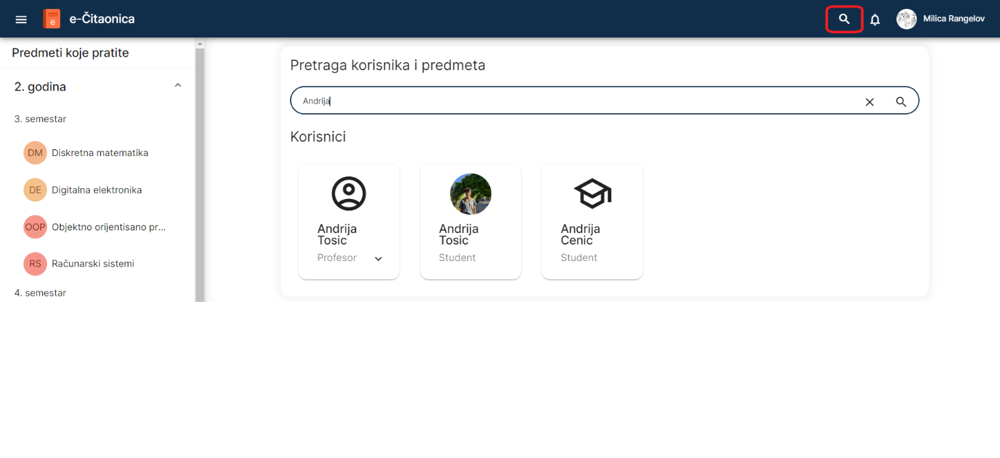 e
e-Čitaonica
Milica Rangelov
Predmeti koje pratite
2. godina
3. semestar
DM Diskretna matematika
DE Digitalna elektronika
OOP Objektno orijentisano pr...
RS Računarski sistemi
4. semestar
Pretraga korisnika i predmeta
Andrija
Korisnici
Andrija
Tosic
Profesor
Andrija
Tosic
Student
Andrija
Cenic
Student